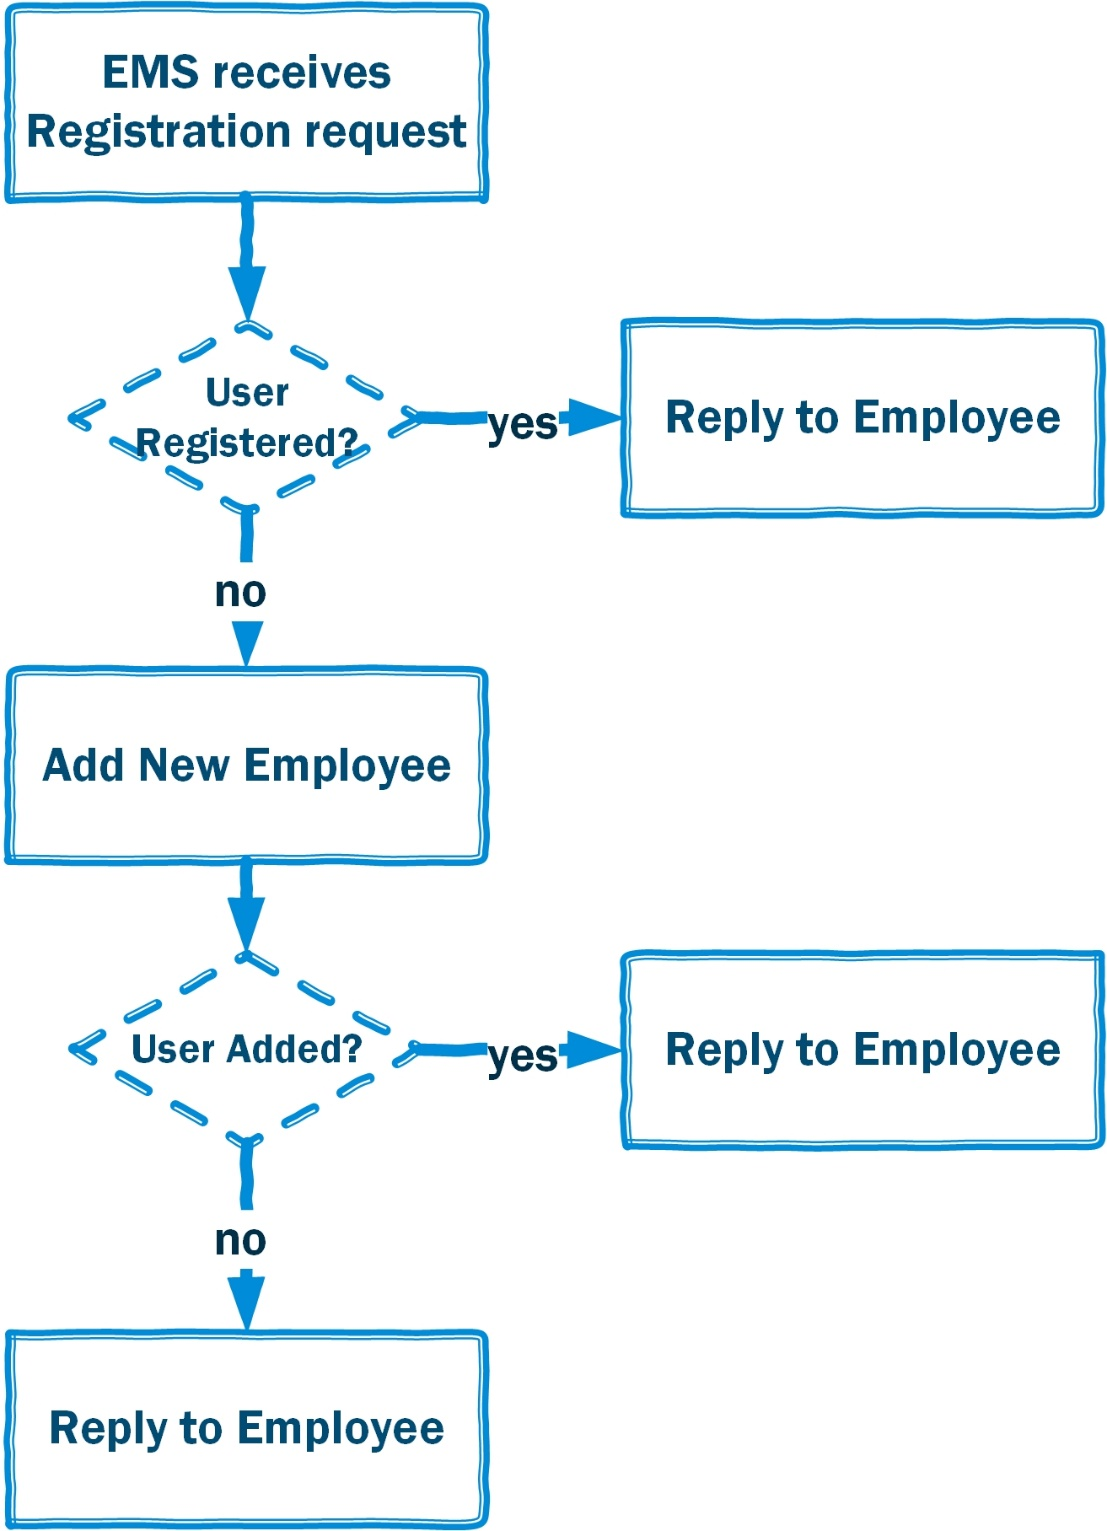 EMS receives
Registration request
User
Registered?
yes
Reply to Employee
no
Add New Employee
User Added?
yes
Reply to Employee
no
Reply to Employee